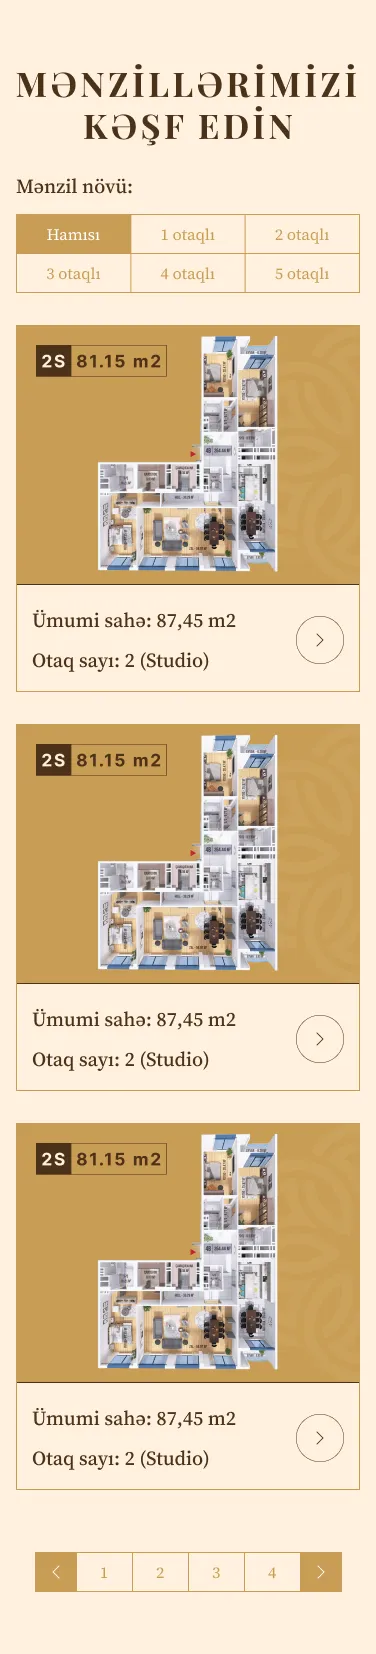 MƏNZİLLƏRİMİZİ
KƏŞF EDİN
Mənzil növü:
Hamısı
1 otaqlı
2 otaqlı
3 otaqlı
4 otaqlı
5 otaqlı
2S 81.15 m2
Ümumi sahə: 87,45 m2
Otaq sayı: 2 (Studio)
2S 81.15 m2
Ümumi sahə: 87,45 m2
Otaq sayı: 2 (Studio)
2S 81.15 m2
Ümumi sahə: 87,45 m2
Otaq sayı: 2 (Studio)
1 2 3 4